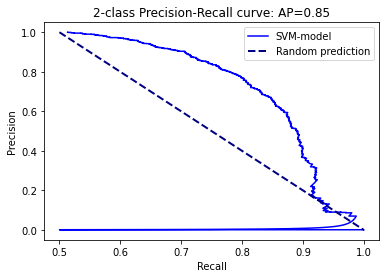 2-class Precision-Recall curve: AP=0.85
SVM-model
Random prediction
Precision
1.0
0.8
0.6
0.4
0.2
0.0
0.5 0.6 0.7 0.8 0.9 1.0
Recall